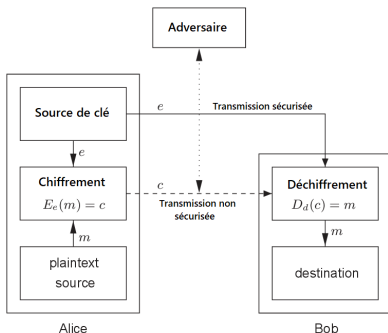 Adversaire
Source de clé
e
Transmission sécurisée
e
Chiffrement
E_e(m) = c
c
Transmission non
sécurisée
Déchiffrement
D_d(c) = m
m
m
plaintext
source
destination
Alice
Bob